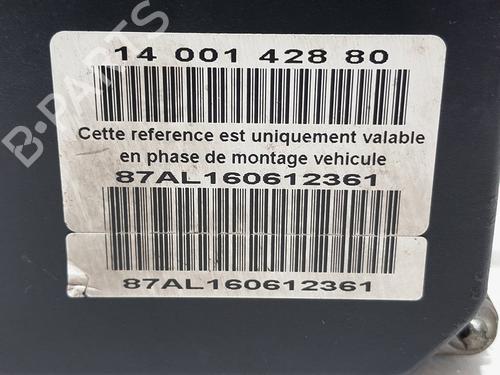 14 001 428 80
Cette reference est uniquement valable
en phase de montage vehicule
87AL160612361
87AL160612361
B-PARTS